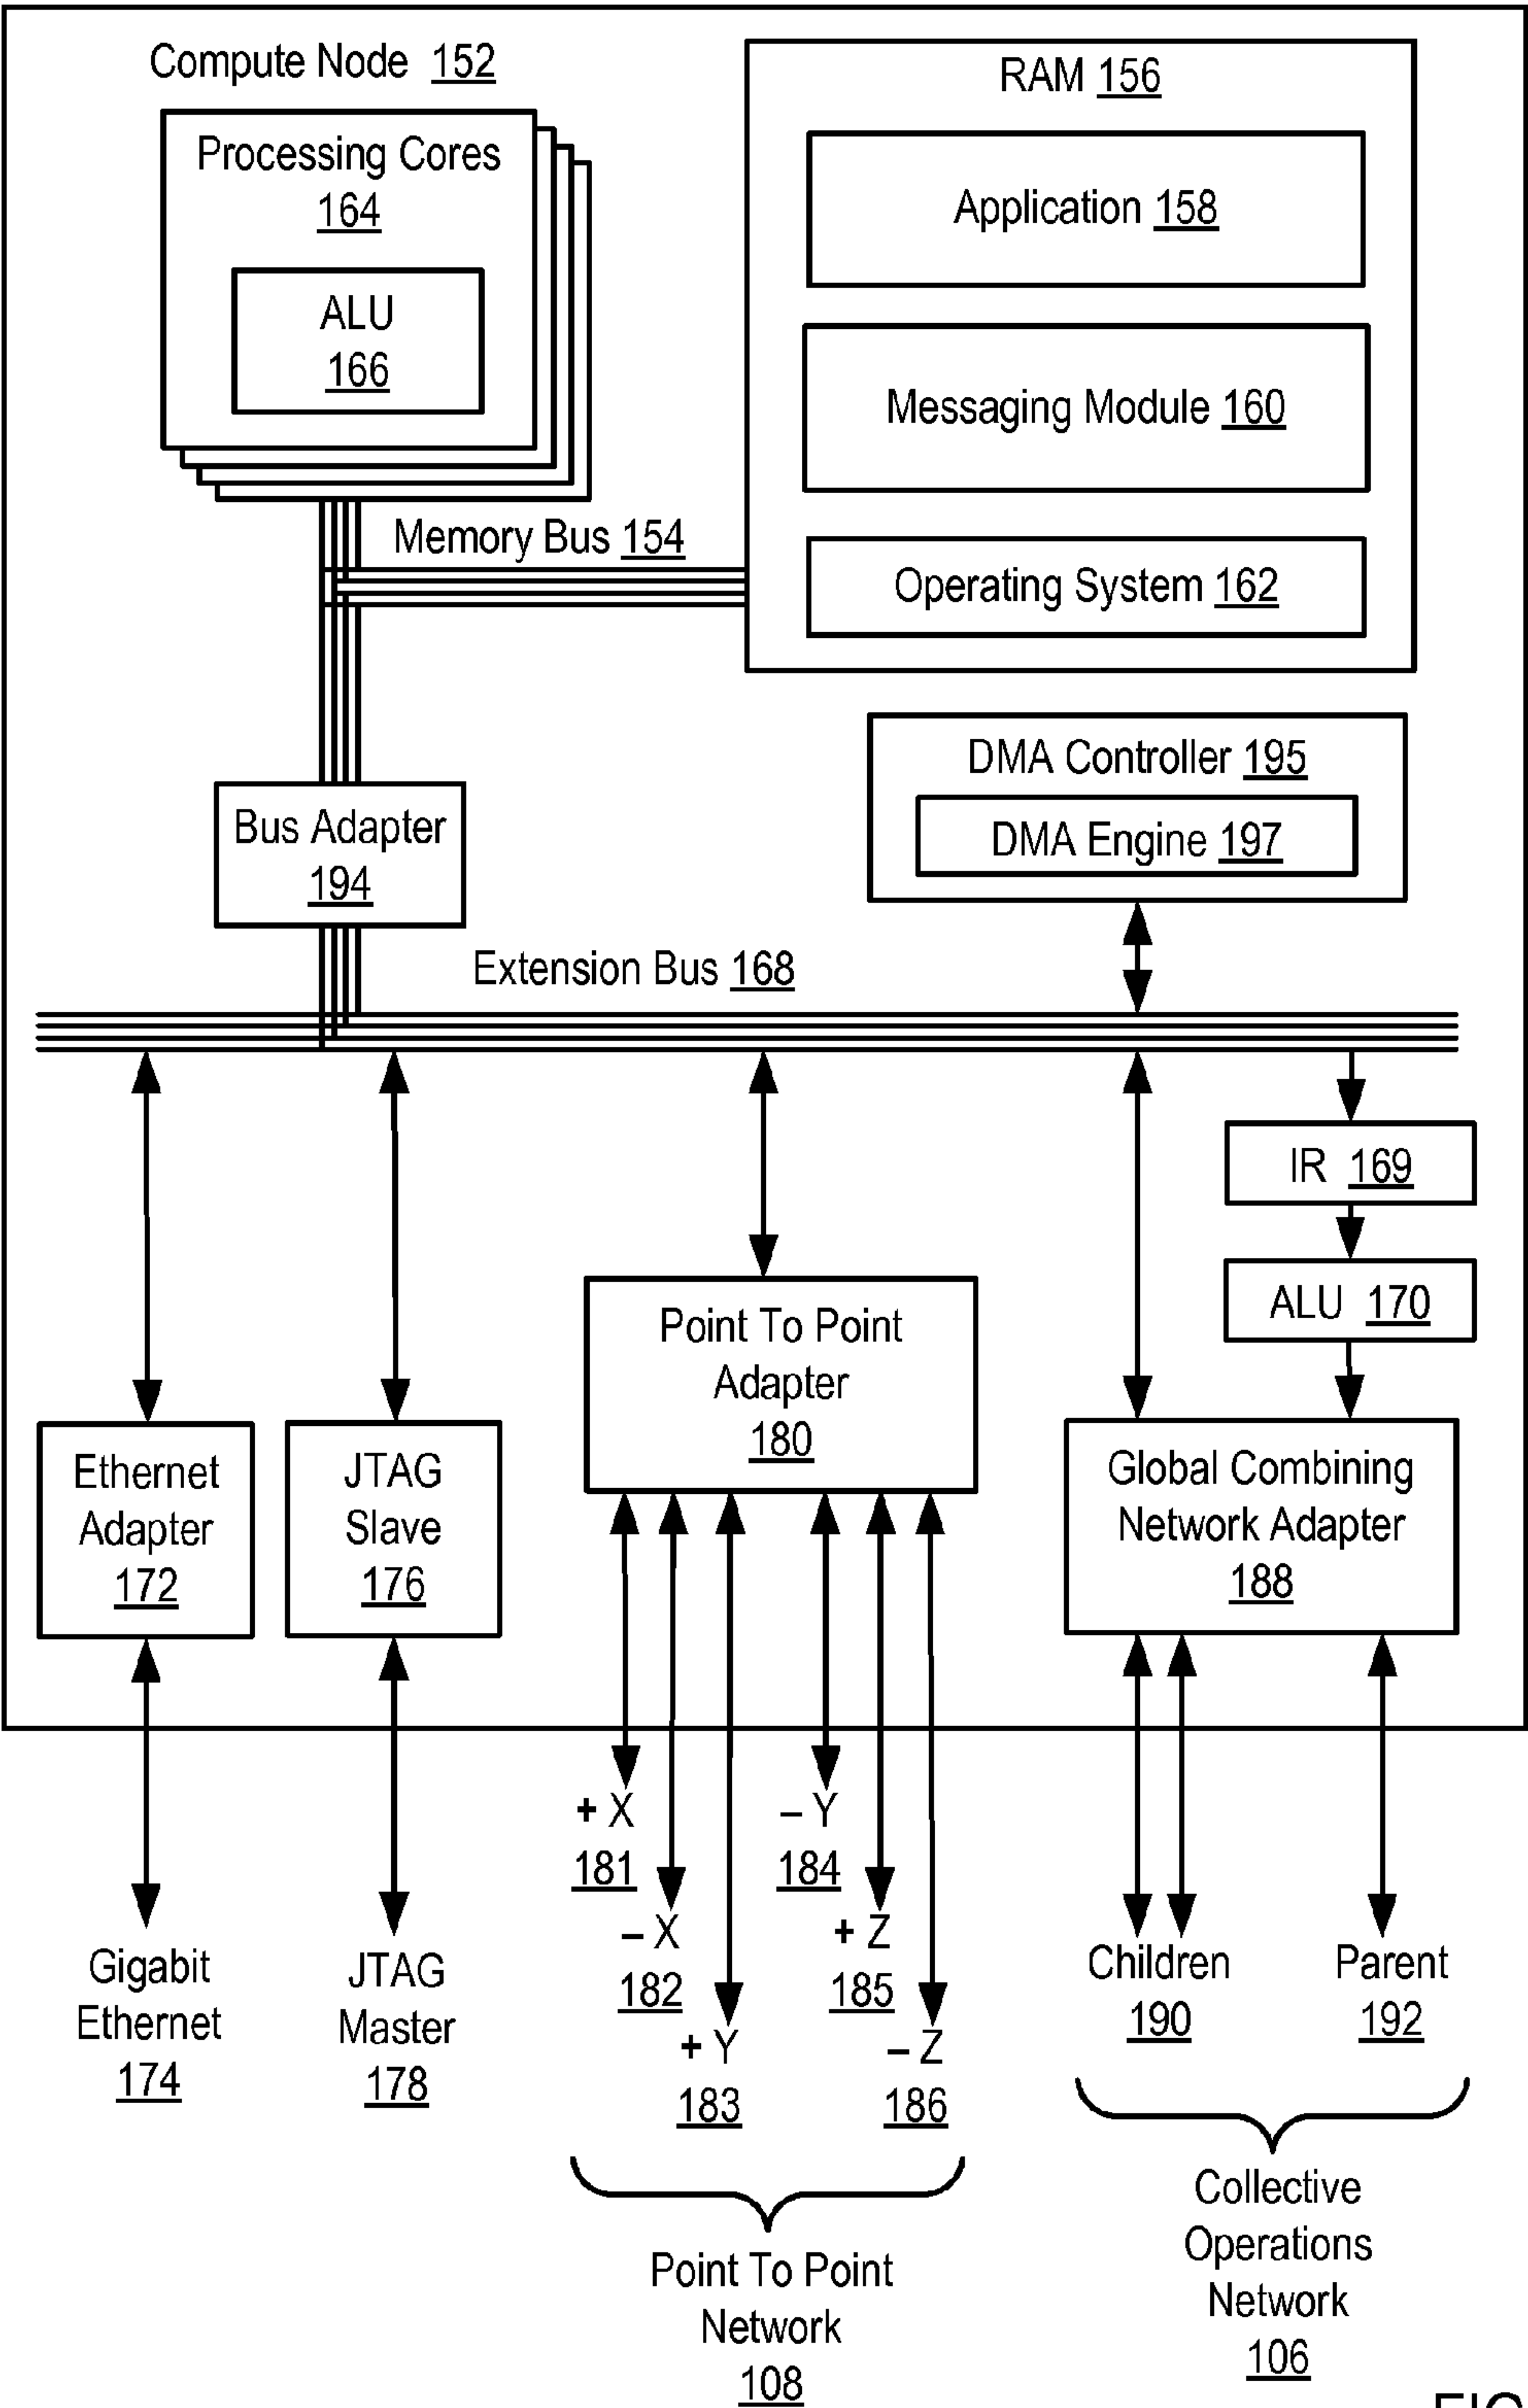 Compute Node 152
Processing Cores
164
ALU
166
RAM 156
Application 158
Messaging Module 160
Operating System 162
Memory Bus 154
DMA Controller 195
DMA Engine 197
Bus Adapter
194
Extension Bus 168
IR 169
ALU 170
Point To Point
Adapter
180
Ethernet
Adapter
172
JTAG
Slave
176
Global Combining
Network Adapter
188
+ X
181
– X
182
+ Y
183
– Y
184
+ Z
185
– Z
186
Gigabit
Ethernet
174
JTAG
Master
178
Children
190
Parent
192
Point To Point
Network
108
Collective
Operations
Network
106